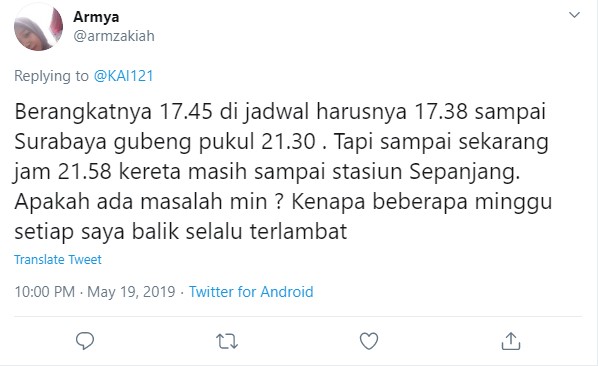 Armya
@armzakiah
Replying to @KAI121
Berangkatnya 17.45 di jadwal harusnya 17.38 sampai
Surabaya gubeng pukul 21.30 . Tapi sampai sekarang
jam 21.58 kereta masih sampai stasiun Sepanjang.
Apakah ada masalah min ? Kenapa beberapa minggu
setiap saya balik selalu terlambat
Translate Tweet
10:00 PM · May 19, 2019 · Twitter for Android